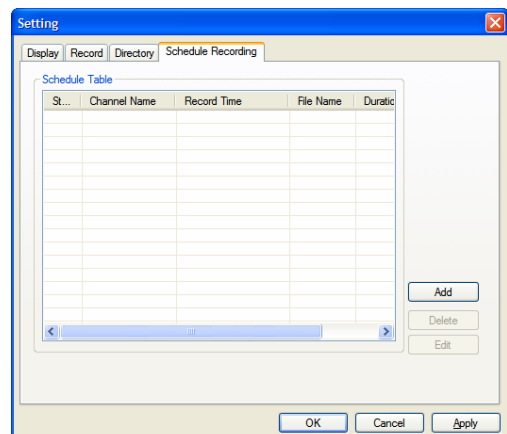 Setting
Display Record Directory Schedule Recording
Schedule Table
St... Channel Name Record Time File Name Duratic
Add
Delete
Edit
OK Cancel Apply